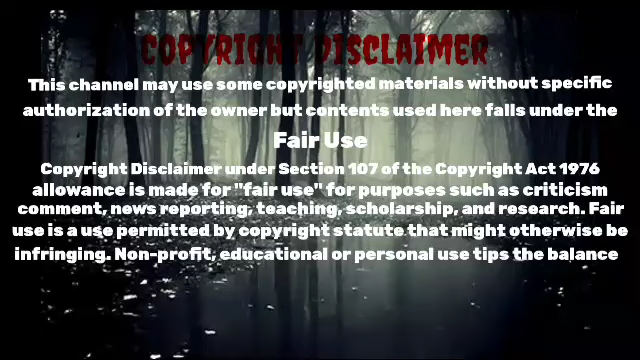 COPYRIGHT DISCLAIMER
This channel may use some copyrighted materials without specific
authorization of the owner but contents used here falls under the
Fair Use
Copyright Disclaimer under Section 107 of the Copyright Act 1976
allowance is made for "fair use" for purposes such as criticism
comment, news reporting, teaching, scholarship, and research. Fair
use is a use permitted by copyright statute that might otherwise be
infringing. Non-profit, educational or personal use tips the balance